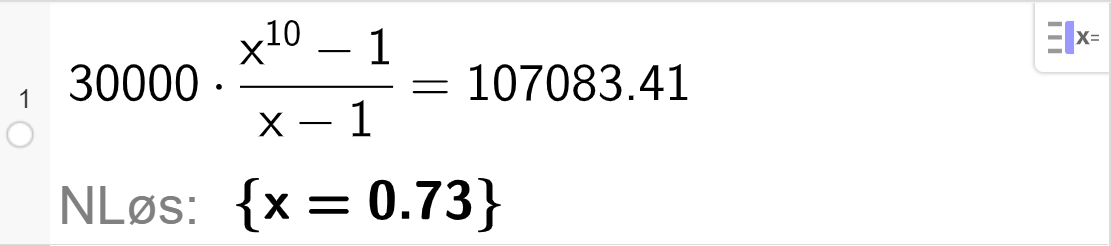 1
30000 · (x^10 − 1)/(x − 1) = 107083.41
NLøs: {x = 0.73}
x=